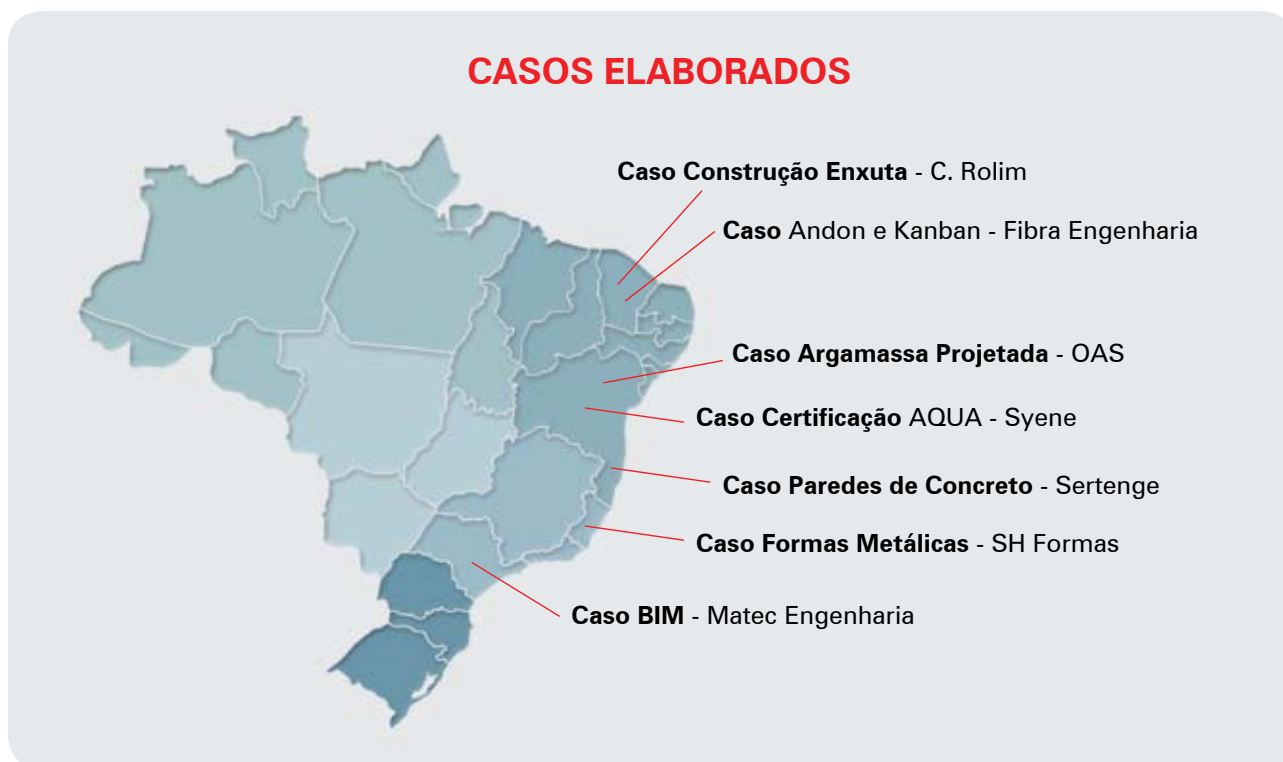 CASOS ELABORADOS
Caso Construção Enxuta - C. Rolim
Caso Andon e Kanban - Fibra Engenharia
Caso Argamassa Projetada - OAS
Caso Certificação AQUA - Syene
Caso Paredes de Concreto - Sertenge
Caso Formas Metálicas - SH Formas
Caso BIM - Matec Engenharia